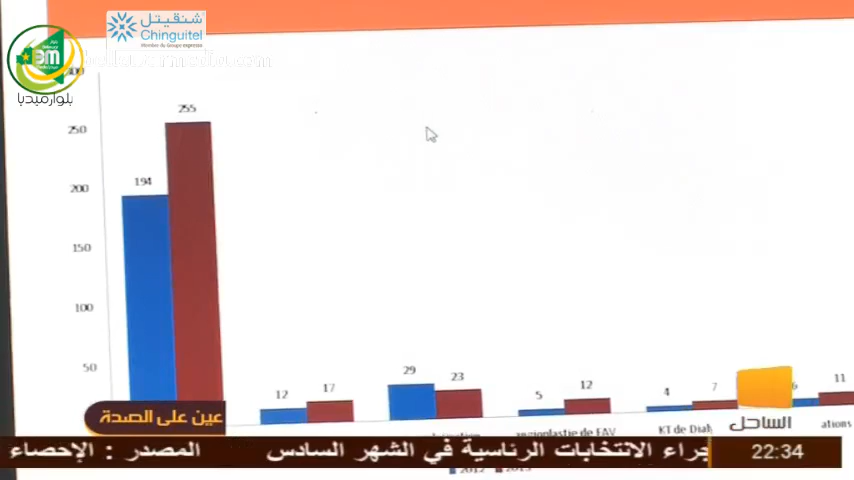 شنقيتل
Chinguitel
بلوارميديا
250
255
200
194
150
100
50
12
17
29
23
5
12
4
7
6
11
angioplastie de FAV
KT de
ations
عين على الصحة
الساحل
22:34
جراء الانتخابات الرئاسية في الشهر السادس
المصدر : الإحصاء